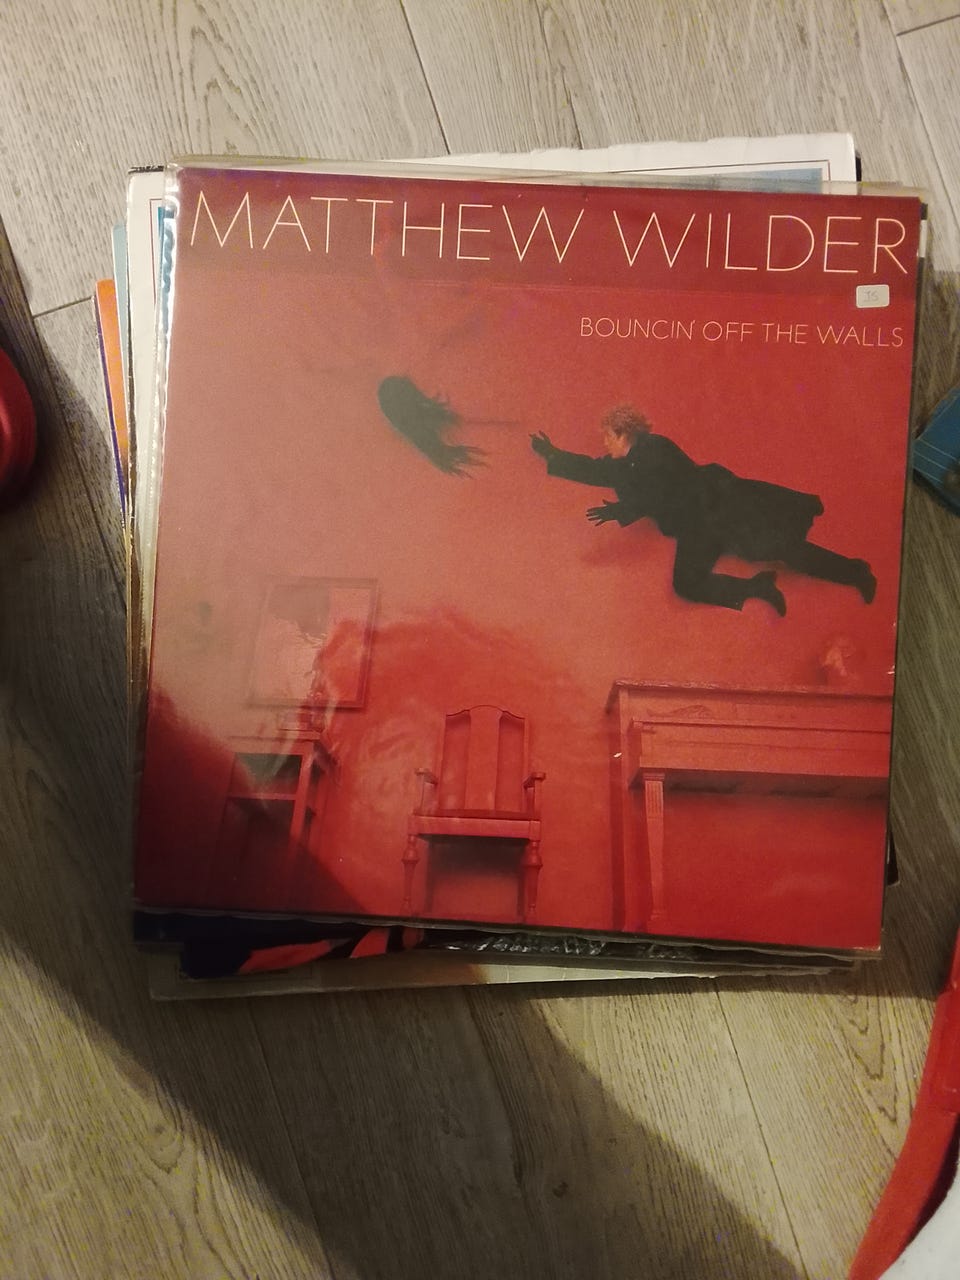 MATTHEW WILDER
BOUNCIN' OFF THE WALLS